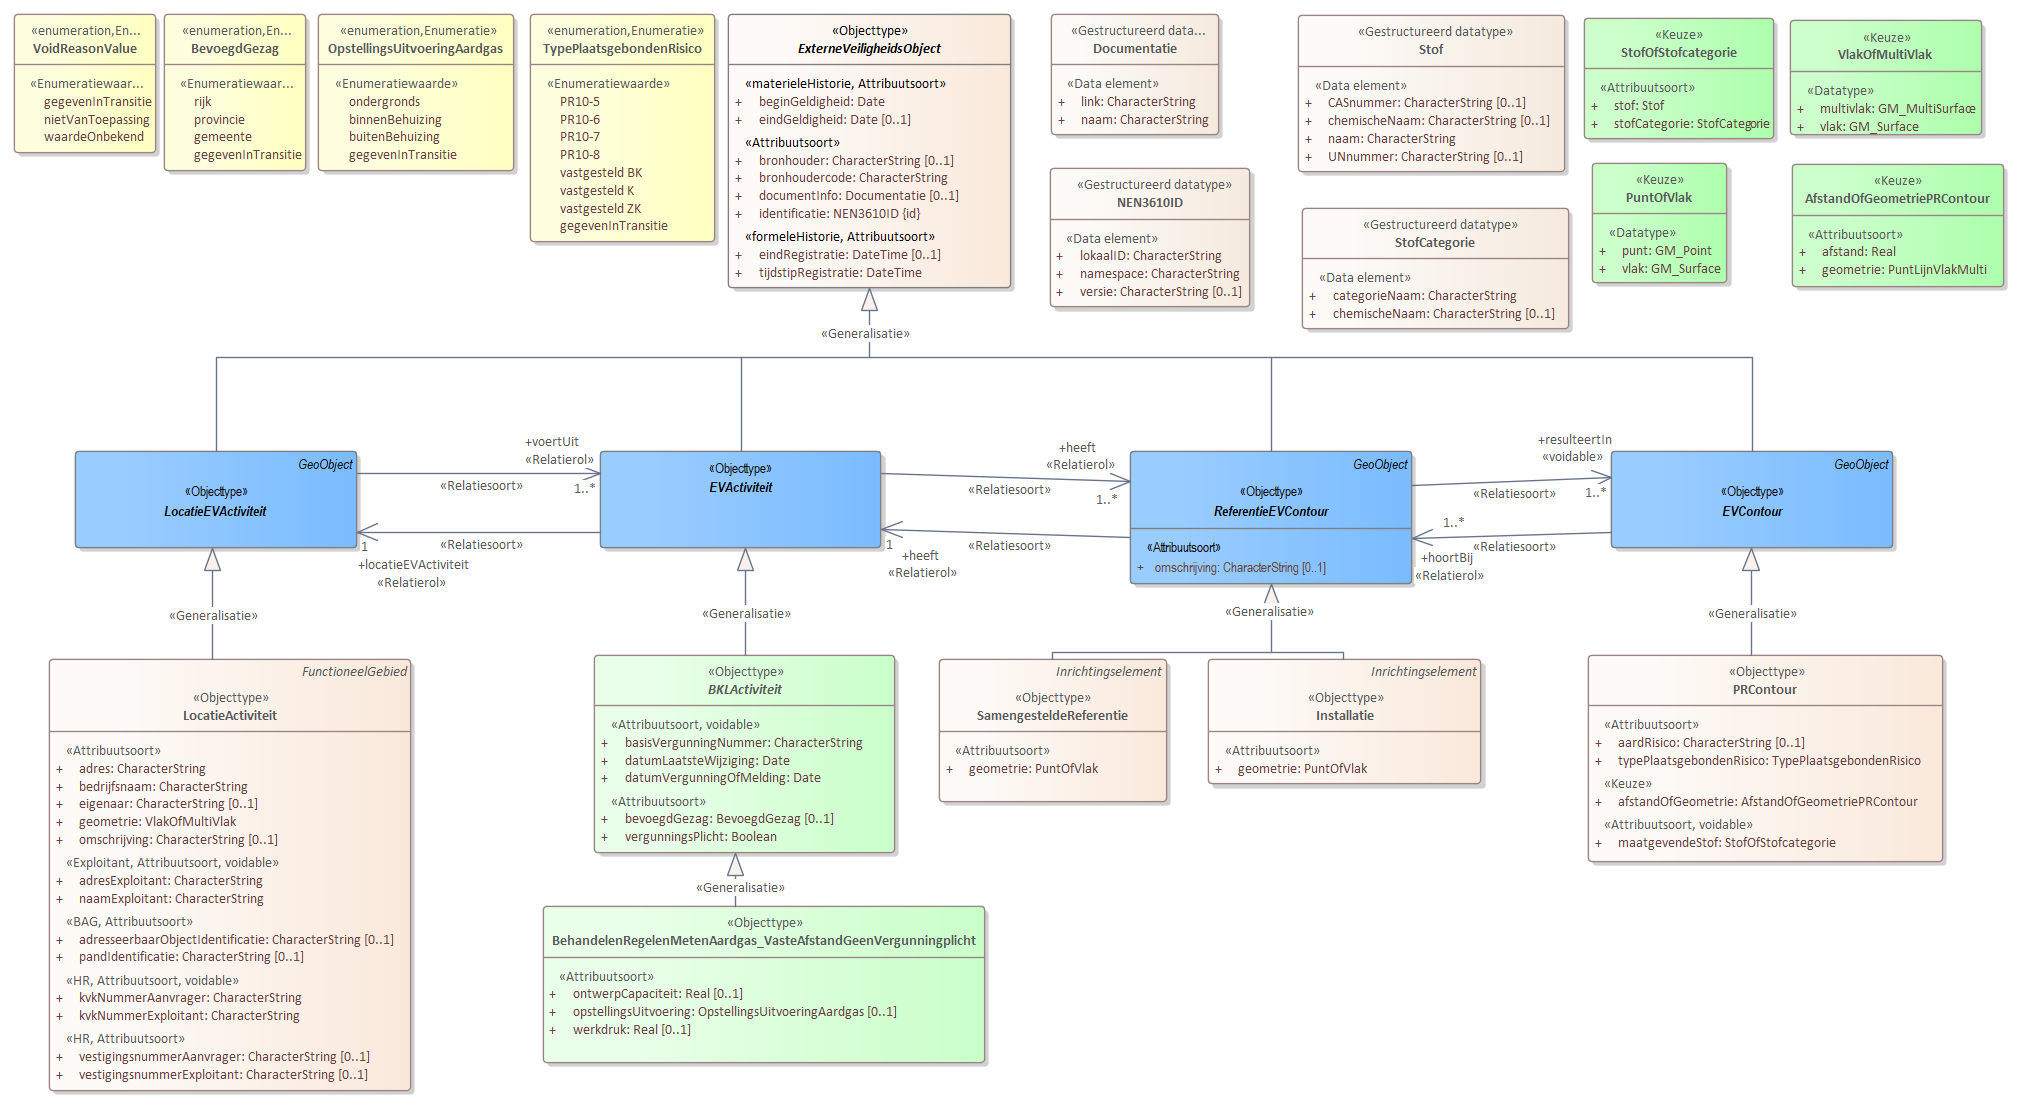 «enumeration,En...
VoidReasonValue
«Enumeratiewaar...
gegevenInTransitie
nietVanToepassing
waardeOnbekend
«enumeration,En...
BevoegdGezag
«Enumeratiewaar...
rijk
provincie
gemeente
gegevenInTransitie
«enumeration,Enumeratie»
OpstellingsUitvoeringAardgas
«Enumeratiewaarde»
ondergronds
binnenBehuizing
buitenBehuizing
gegevenInTransitie
«enumeration,Enumeratie»
TypePlaatsgebondenRisico
«Enumeratiewaarde»
PR10-5
PR10-6
PR10-7
PR10-8
vastgesteld BK
vastgesteld K
vastgesteld ZK
gegevenInTransitie
«Objecttype»
ExterneVeiligheidsObject
«materieleHistorie, Attribuutsoort»
+ beginGeldigheid: Date
+ eindGeldigheid: Date [0..1]
«Attribuutsoort»
+ bronhouder: CharacterString [0..1]
+ bronhoudercode: CharacterString
+ documentInfo: Documentatie [0..1]
+ identificatie: NEN3610ID {id}
«formeleHistorie, Attribuutsoort»
+ eindRegistratie: DateTime [0..1]
+ tijdstipRegistratie: DateTime
«Gestructureerd data...
Documentatie
«Data element»
+ link: CharacterString
+ naam: CharacterString
«Gestructureerd datatype»
NEN3610ID
«Data element»
+ lokaalID: CharacterString
+ namespace: CharacterString
+ versie: CharacterString [0..1]
«Gestructureerd datatype»
Stof
«Data element»
+ CASnummer: CharacterString [0..1]
+ chemischeNaam: CharacterString [0..1]
+ naam: CharacterString
+ UNnummer: CharacterString [0..1]
«Gestructureerd datatype»
StofCategorie
«Data element»
+ categorieNaam: CharacterString
+ chemischeNaam: CharacterString [0..1]
«Keuze»
StofOfStofcategorie
«Attribuutsoort»
+ stof: Stof
+ stofCategorie: StofCategorie
«Keuze»
PuntOfVlak
«Datatype»
+ punt: GM_Point
+ vlak: GM_Surface
«Keuze»
VlakOfMultiVlak
«Datatype»
+ multivlak: GM_MultiSurface
+ vlak: GM_Surface
«Keuze»
AfstandOfGeometriePRContour
«Attribuutsoort»
+ afstand: Real
+ geometrie: PuntLijnVlakMulti
«Generalisatie»
GeoObject
«Objecttype»
LocatieEVActiviteit
+voertUit
«Relatierol»
1..*
«Relatiesoort»
«Relatiesoort»
1
+locatieEVActiviteit
«Relatierol»
«Objecttype»
EVActiviteit
+heeft
«Relatierol»
1..*
«Relatiesoort»
«Relatiesoort»
1
+heeft
«Relatierol»
GeoObject
«Objecttype»
ReferentieEVContour
«Attribuutsoort»
+ omschrijving: CharacterString [0..1]
+resulteertIn
«voidable»
1..*
«Relatiesoort»
1..*
«Relatiesoort»
+hoortBij
«Relatierol»
GeoObject
«Objecttype»
EVContour
«Generalisatie»
«Generalisatie»
«Generalisatie»
«Generalisatie»
FunctioneelGebied
«Objecttype»
LocatieActiviteit
«Attribuutsoort»
+ adres: CharacterString
+ bedrijfsnaam: CharacterString
+ eigenaar: CharacterString [0..1]
+ geometrie: VlakOfMultiVlak
+ omschrijving: CharacterString [0..1]
«Exploitant, Attribuutsoort, voidable»
+ adresExploitant: CharacterString
+ naamExploitant: CharacterString
«BAG, Attribuutsoort»
+ adresseerbaarObjectIdentificatie: CharacterString [0..1]
+ pandIdentificatie: CharacterString [0..1]
«HR, Attribuutsoort, voidable»
+ kvkNummerAanvrager: CharacterString
+ kvkNummerExploitant: CharacterString
«HR, Attribuutsoort»
+ vestigingsnummerAanvrager: CharacterString [0..1]
+ vestigingsnummerExploitant: CharacterString [0..1]
«Objecttype»
BKLActiviteit
«Attribuutsoort, voidable»
+ basisVergunningNummer: CharacterString
+ datumLaatsteWijziging: Date
+ datumVergunningOfMelding: Date
«Attribuutsoort»
+ bevoegdGezag: BevoegdGezag [0..1]
+ vergunningsPlicht: Boolean
«Generalisatie»
«Objecttype»
BehandelenRegelenMetenAardgas_VasteAfstandGeenVergunningplicht
«Attribuutsoort»
+ ontwerpCapaciteit: Real [0..1]
+ opstellingsUitvoering: OpstellingsUitvoeringAardgas [0..1]
+ werkdruk: Real [0..1]
Inrichtingselement
«Objecttype»
SamengesteldeReferentie
«Attribuutsoort»
+ geometrie: PuntOfVlak
Inrichtingselement
«Objecttype»
Installatie
«Attribuutsoort»
+ geometrie: PuntOfVlak
«Objecttype»
PRContour
«Attribuutsoort»
+ aardRisico: CharacterString [0..1]
+ typePlaatsgebondenRisico: TypePlaatsgebondenRisico
«Keuze»
+ afstandOfGeometrie: AfstandOfGeometriePRContour
«Attribuutsoort, voidable»
+ maatgevendeStof: StofOfStofcategorie